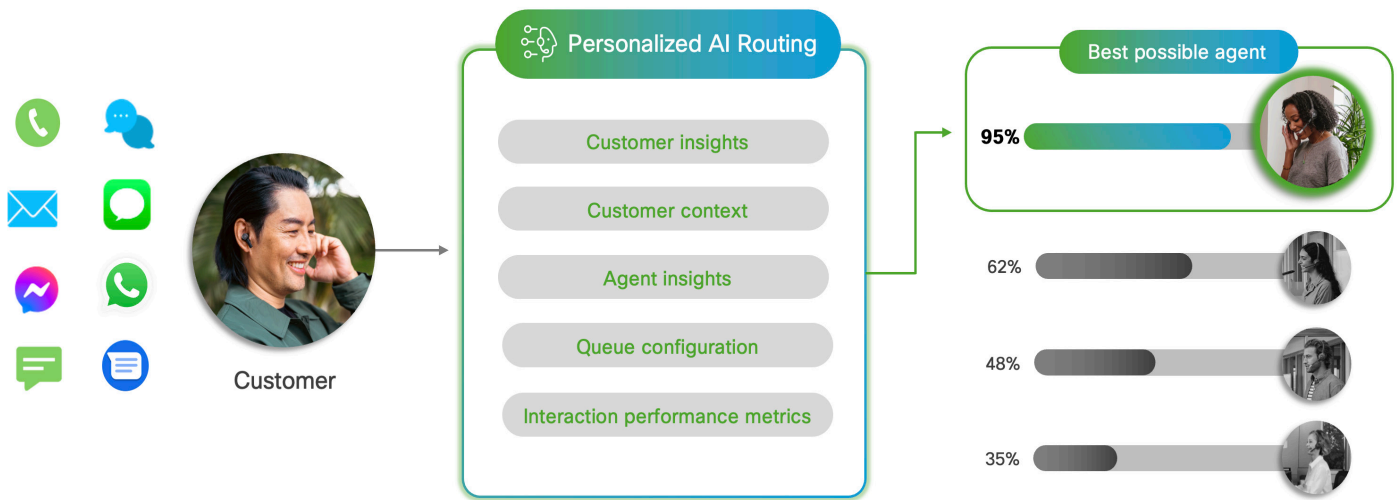 Personalized AI Routing
Customer insights
Customer context
Agent insights
Queue configuration
Interaction performance metrics
Customer
Best possible agent
95%
62%
48%
35%